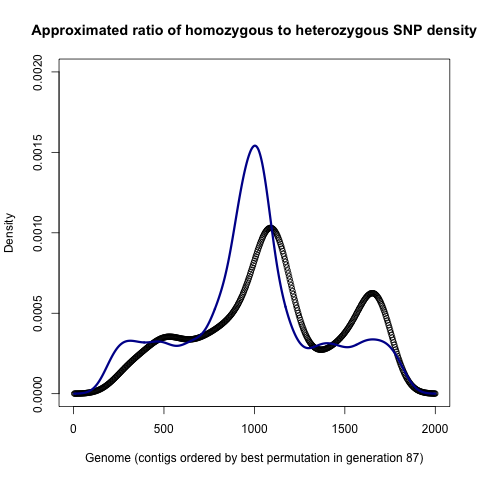 Approximated ratio of homozygous to heterozygous SNP density
0.0020
0.0015
0.0010
0.0005
0.0000
Density
0 500 1000 1500 2000
Genome (contigs ordered by best permutation in generation 87)